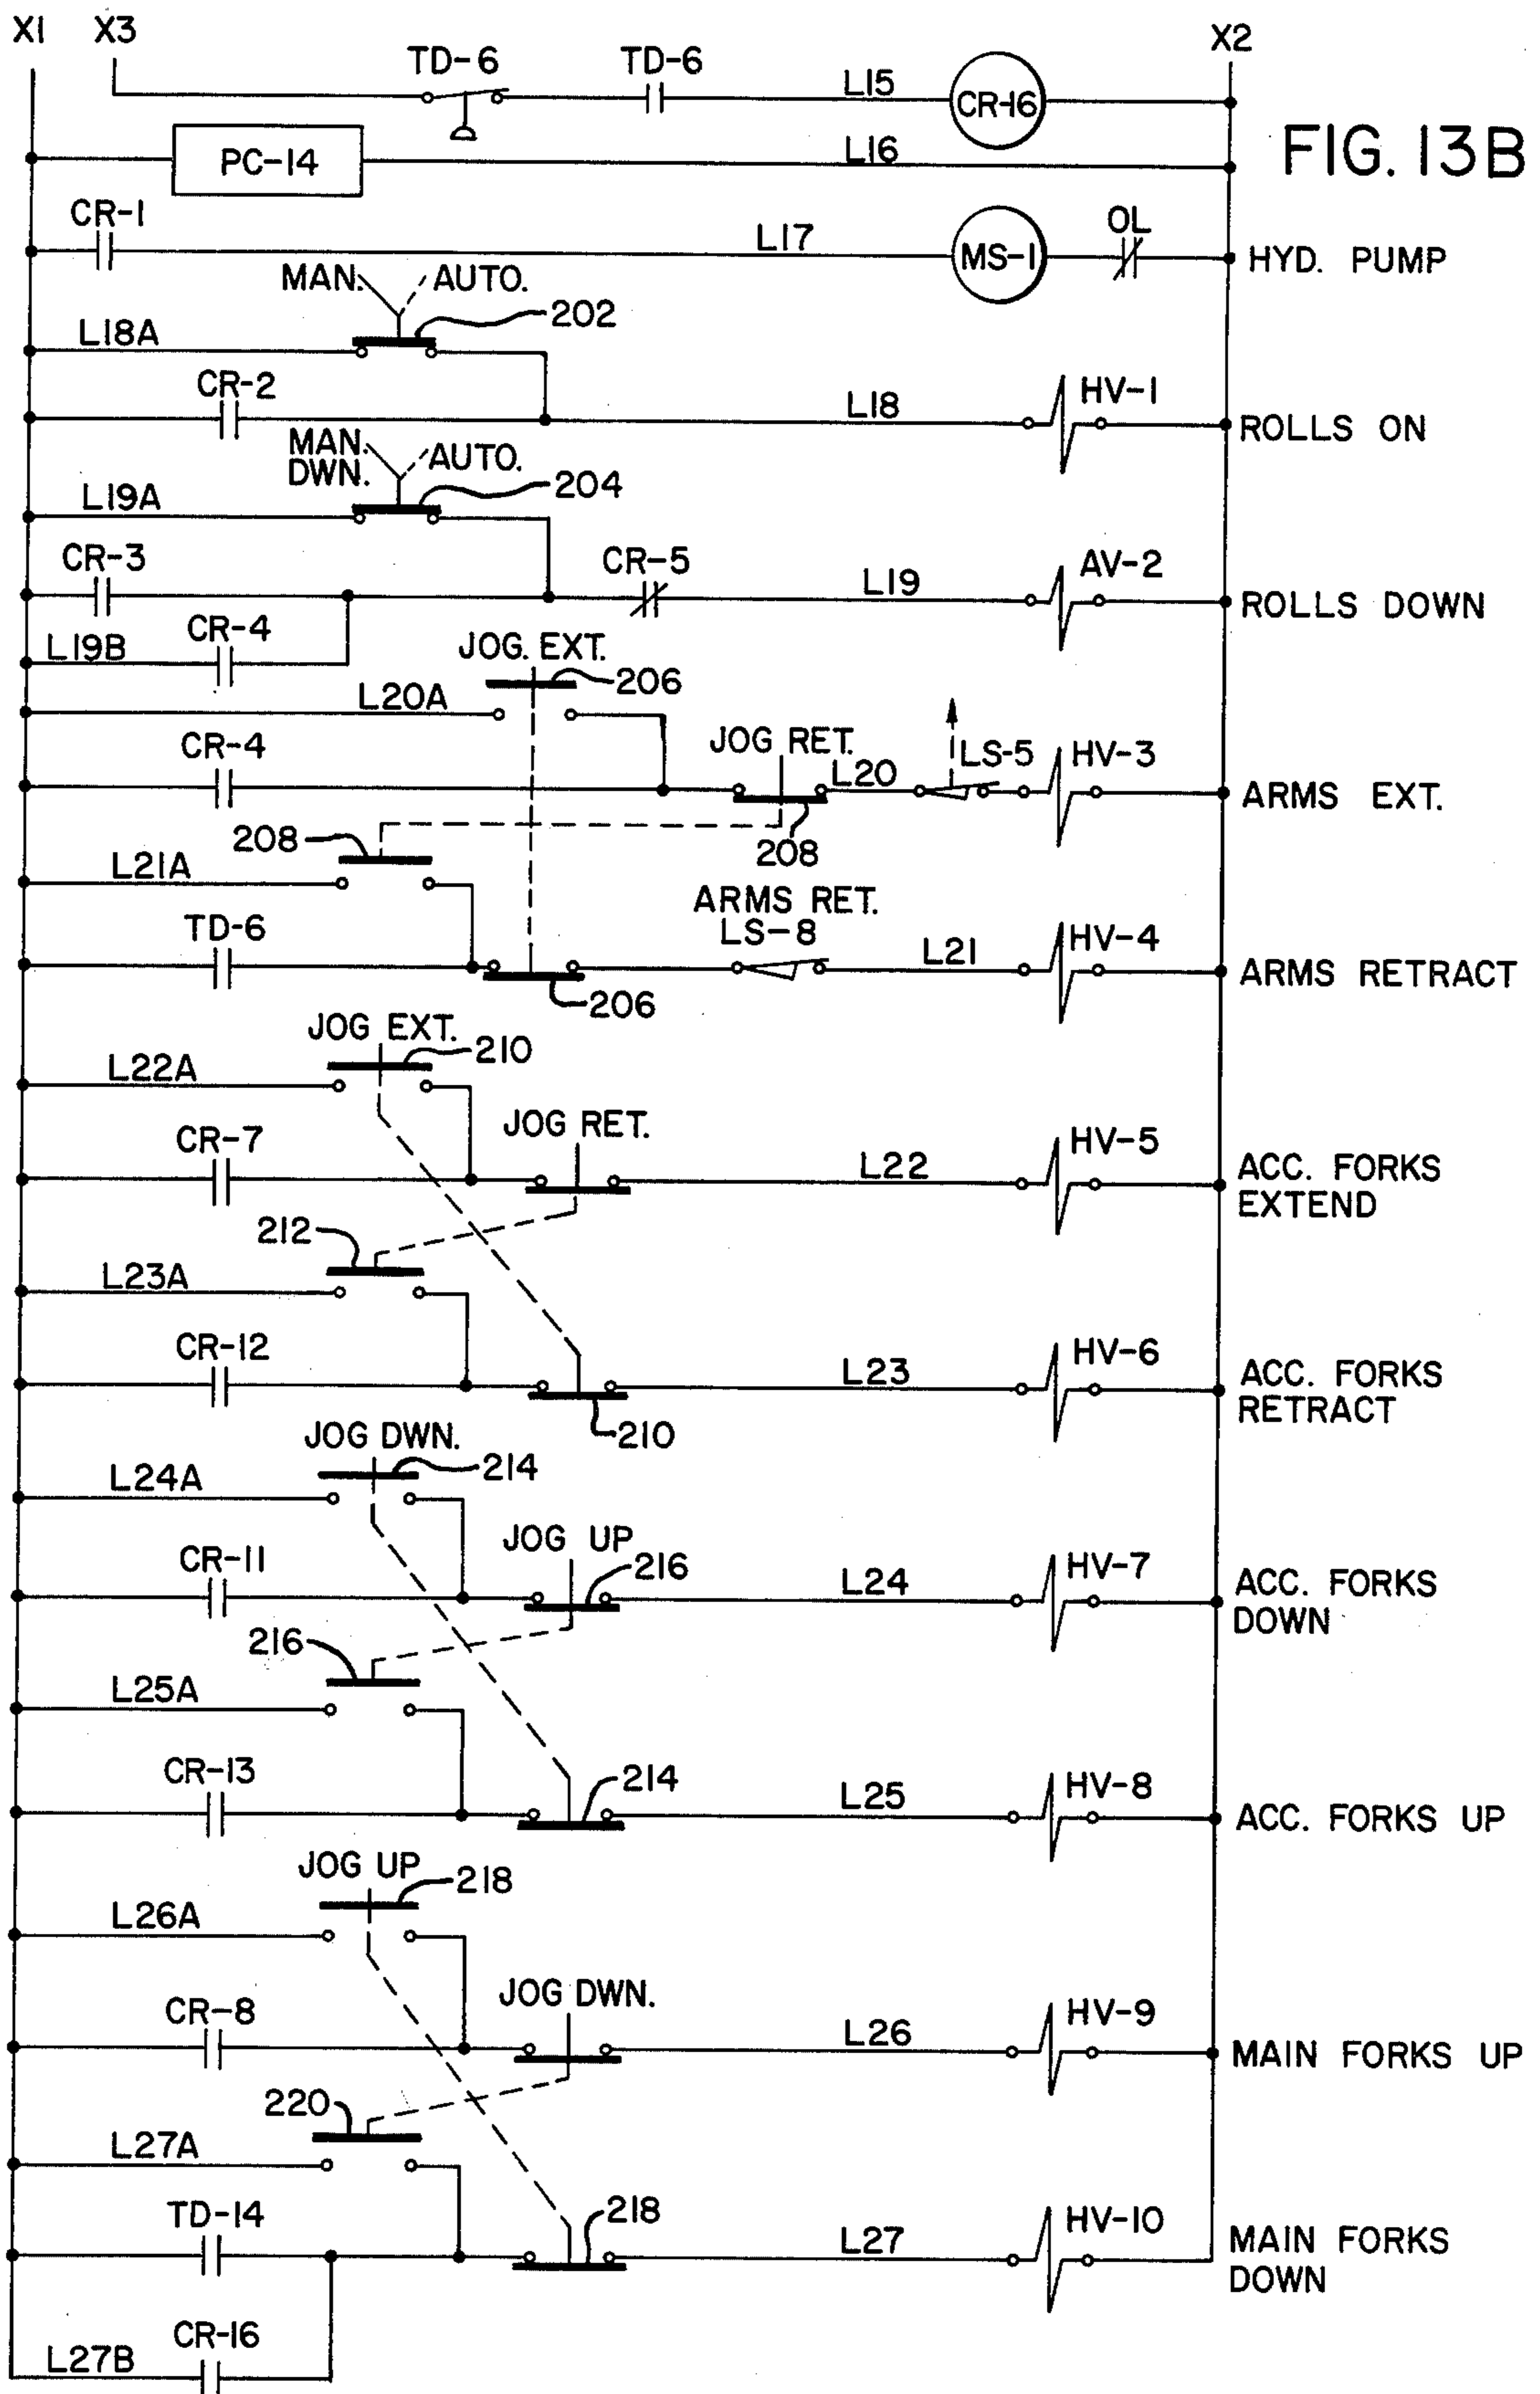 X1 X3 X2
TD-6 TD-6 L15 CR-16
FIG. 13B
PC-14 L16
CR-1 L17 MS-1 OL HYD. PUMP
MAN. AUTO.
202
L18A
CR-2 L18 HV-1 ROLLS ON
MAN. DWN. AUTO.
204
L19A
CR-3 CR-5 L19 AV-2 ROLLS DOWN
L19B CR-4
JOG. EXT.
206
L20A
CR-4 JOG RET. L20 LS-5 HV-3 ARMS EXT.
208 208
L21A
ARMS RET.
TD-6 LS-8 L21 HV-4 ARMS RETRACT
206
JOG EXT.
210
L22A
CR-7 JOG RET. L22 HV-5 ACC. FORKS
EXTEND
212
L23A
CR-12 L23 HV-6 ACC. FORKS
RETRACT
210
JOG DWN.
214
L24A
JOG UP
CR-11 216 L24 HV-7 ACC. FORKS
DOWN
216
L25A
CR-13 214 L25 HV-8 ACC. FORKS UP
JOG UP
218
L26A
CR-8 JOG DWN. L26 HV-9 MAIN FORKS UP
220
L27A
TD-14 218 L27 HV-10 MAIN FORKS
DOWN
L27B CR-16